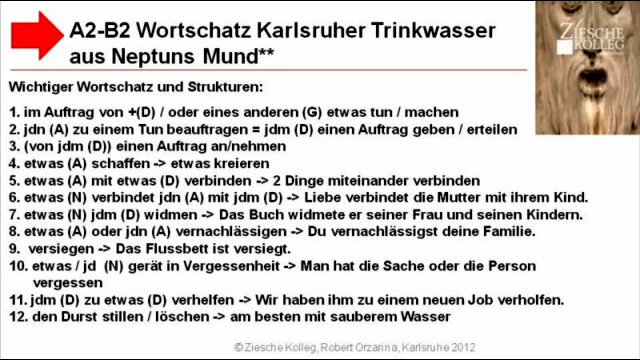 A2-B2 Wortschatz Karlsruher Trinkwasser
aus Neptuns Mund**
ZIESCHE
KOLLEG
Wichtiger Wortschatz und Strukturen:
1. im Auftrag von +(D) / oder eines anderen (G) etwas tun / machen
2. jdn (A) zu einem Tun beauftragen = jdm (D) einen Auftrag geben / erteilen
3. (von jdm (D)) einen Auftrag an/nehmen
4. etwas (A) schaffen -> etwas kreieren
5. etwas (A) mit etwas (D) verbinden -> 2 Dinge miteinander verbinden
6. etwas (N) verbindet jdn (A) mit jdm (D) -> Liebe verbindet die Mutter mit ihrem Kind.
7. etwas (N) jdm (D) widmen -> Das Buch widmete er seiner Frau und seinen Kindern.
8. etwas (A) oder jdn (A) vernachlässigen -> Du vernachlässigst deine Familie.
9. versiegen -> Das Flussbett ist versiegt.
10. etwas / jd (N) gerät in Vergessenheit -> Man hat die Sache oder die Person
vergessen
11. jdm (D) zu etwas (D) verhelfen -> Wir haben ihm zu einem neuen Job verholfen.
12. den Durst stillen / löschen -> am besten mit sauberem Wasser
©Ziesche Kolleg, Robert Orzanna, Karlsruhe 2012